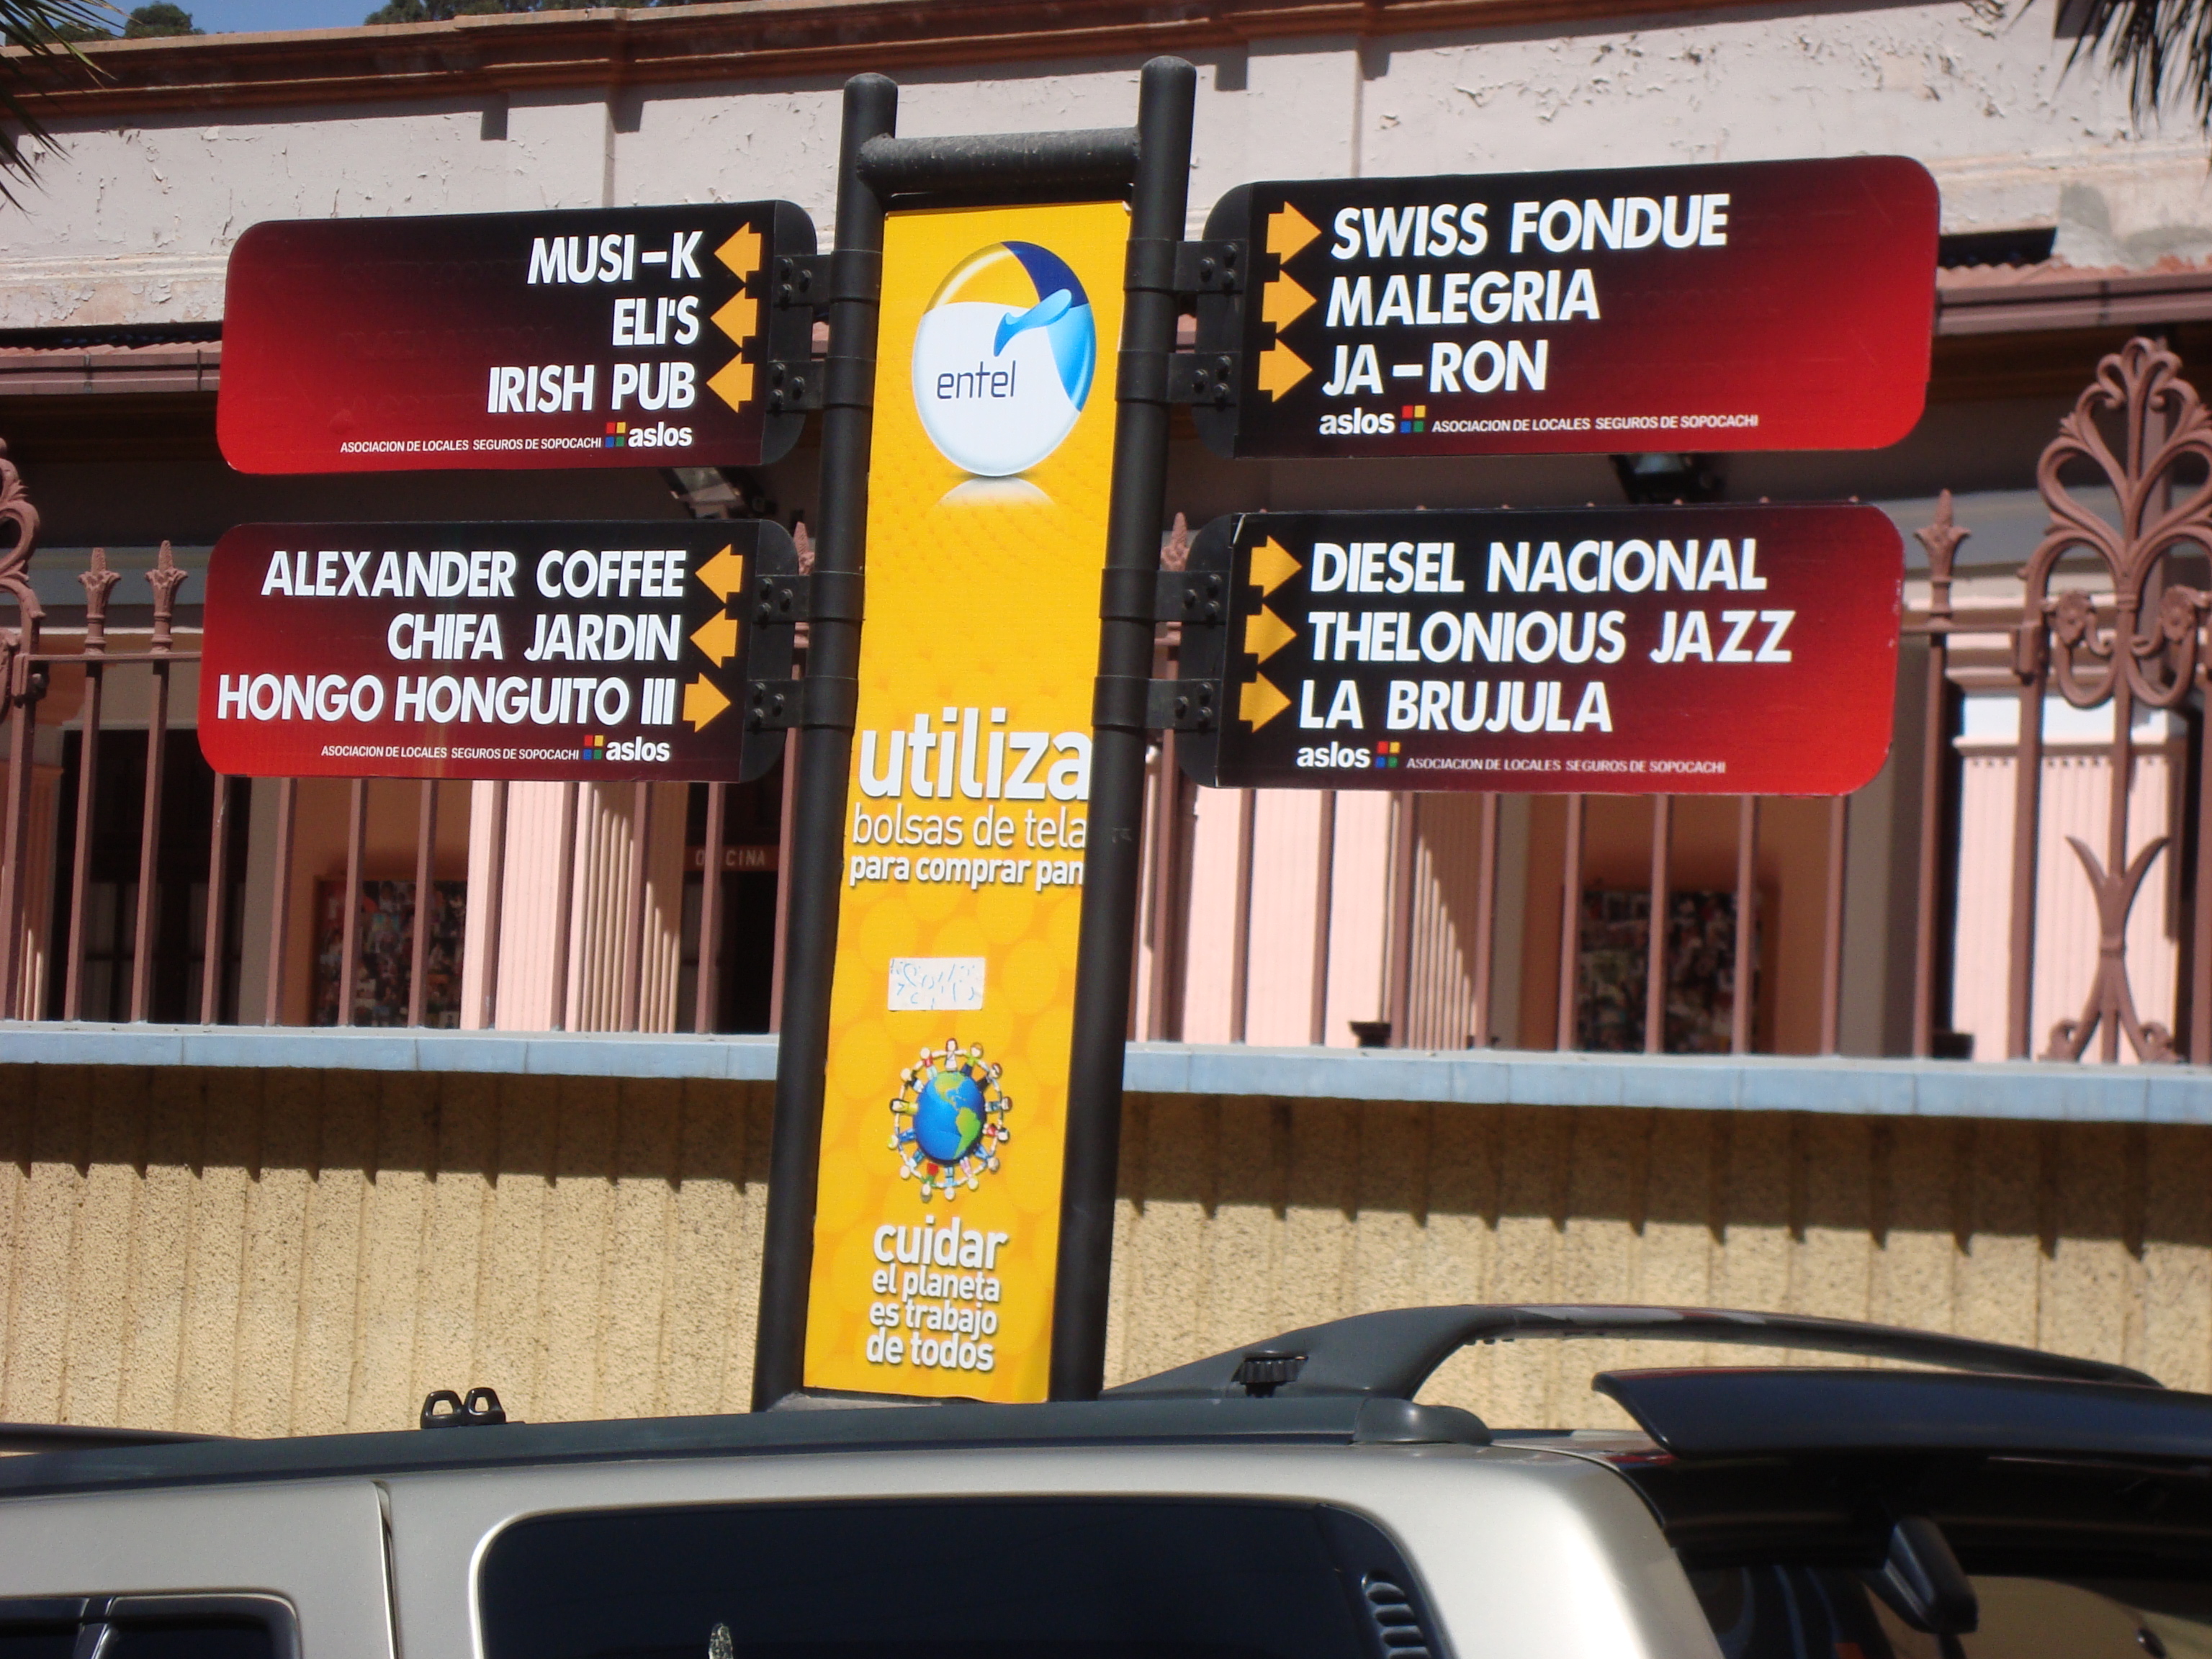 MUSI-K
ELI'S
IRISH PUB
ASOCIACION DE LOCALES SEGUROS DE SOPOCACHI aslos
ALEXANDER COFFEE
CHIFA JARDIN
HONGO HONGUITO III
ASOCIACION DE LOCALES SEGUROS DE SOPOCACHI aslos
entel
utiliza
bolsas de tela
para comprar pan
cuidar
el planeta
es trabajo
de todos
SWISS FONDUE
MALEGRIA
JA-RON
aslos ASOCIACION DE LOCALES SEGUROS DE SOPOCACHI
DIESEL NACIONAL
THELONIOUS JAZZ
LA BRUJULA
aslos ASOCIACION DE LOCALES SEGUROS DE SOPOCACHI